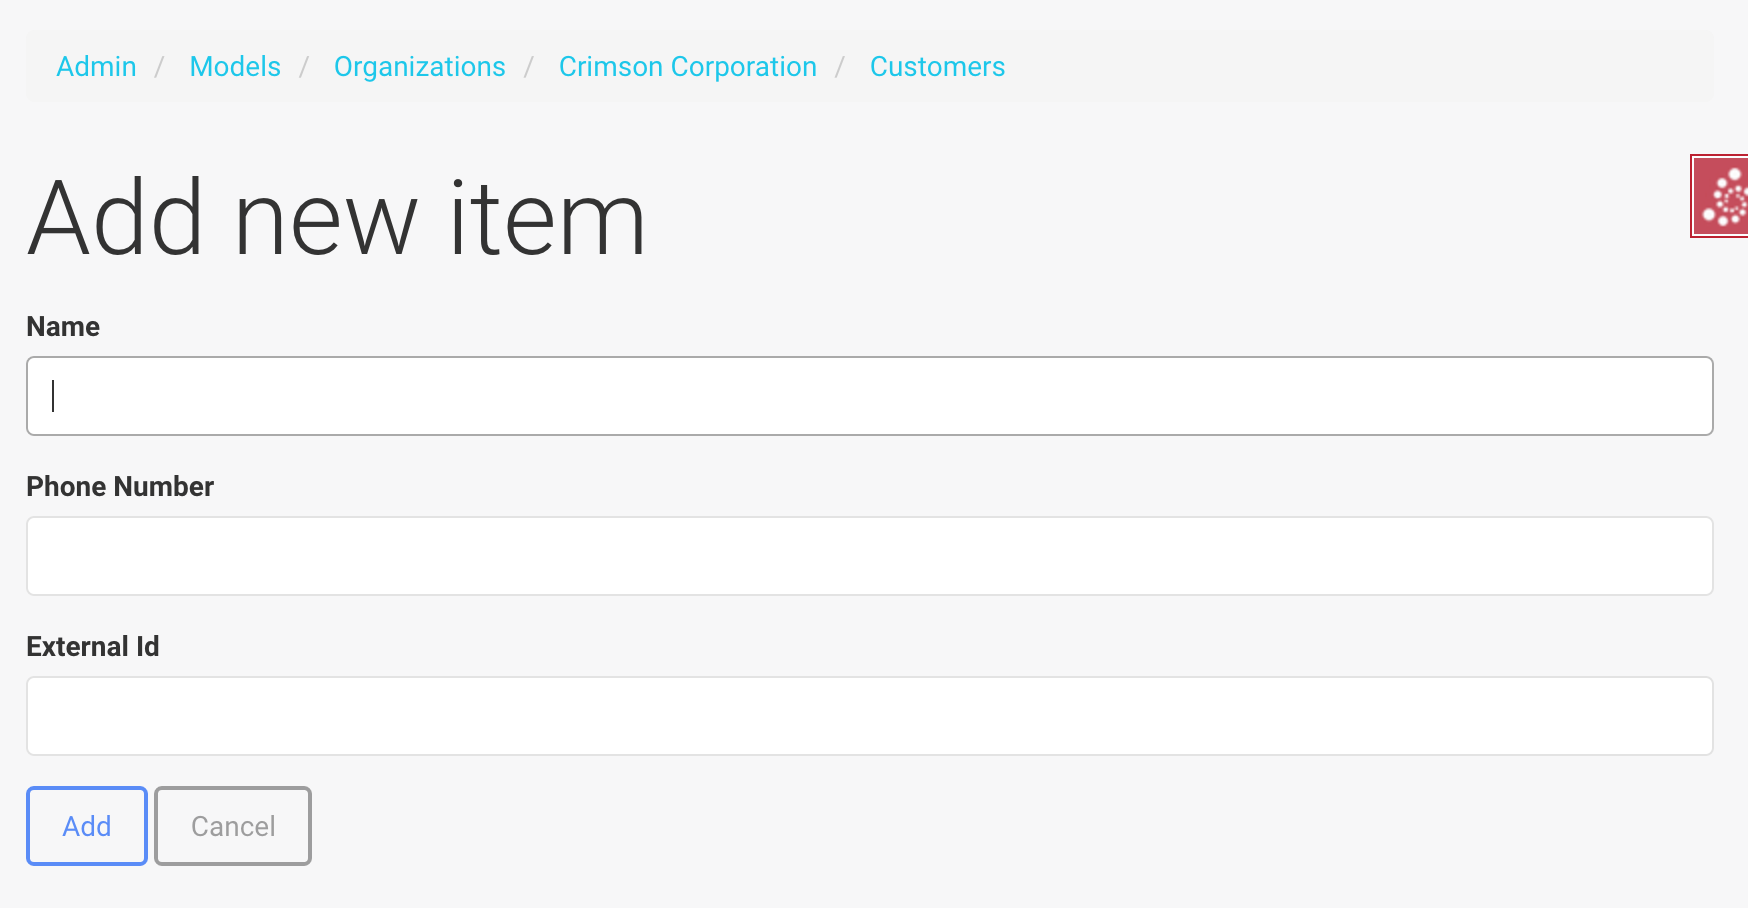 Admin / Models / Organizations / Crimson Corporation / Customers
Add new item
Name
Phone Number
External Id
Add Cancel